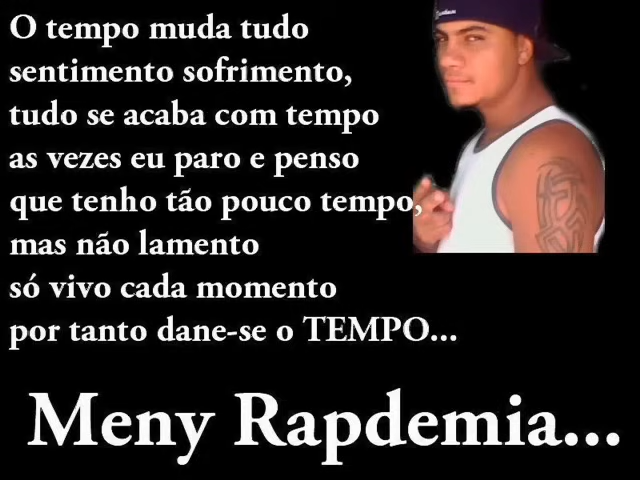 O tempo muda tudo
sentimento sofrimento,
tudo se acaba com tempo
as vezes eu paro e penso
que tenho tão pouco tempo,
mas não lamento
só vivo cada momento
por tanto dane-se o TEMPO...
Meny Rapdemia...